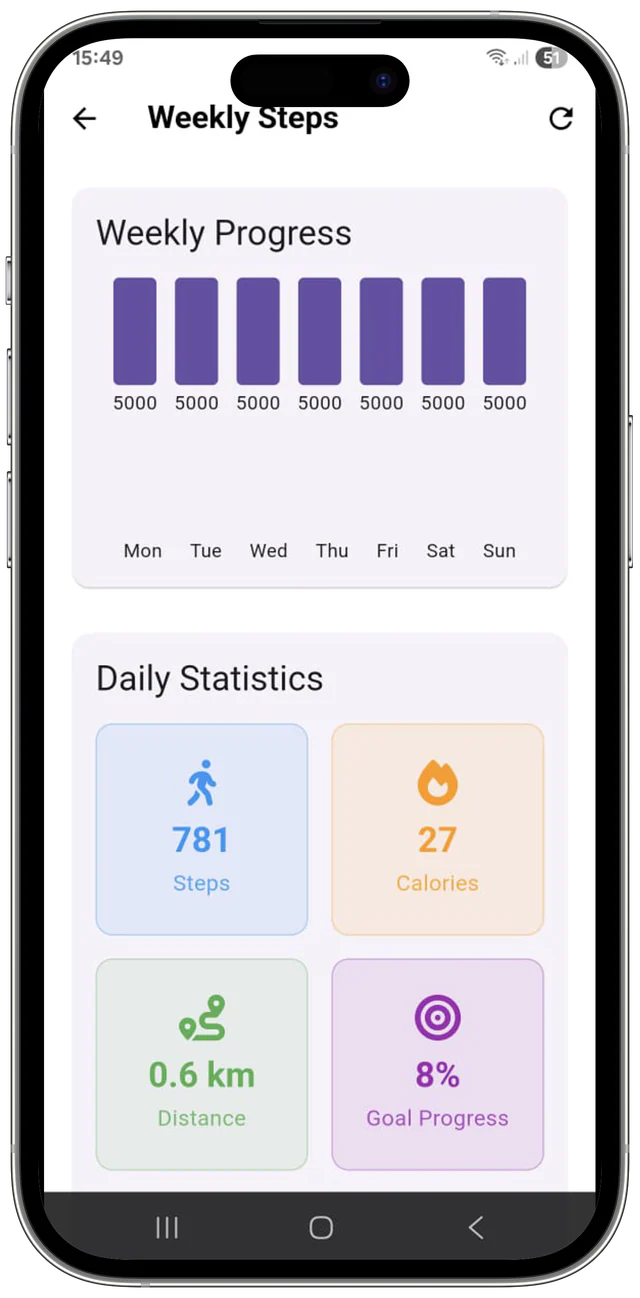 15:49
51
Weekly Steps
Weekly Progress
5000 5000 5000 5000 5000 5000 5000
Mon Tue Wed Thu Fri Sat Sun
Daily Statistics
781 27
Steps Calories
0.6 km 8%
Distance Goal Progress